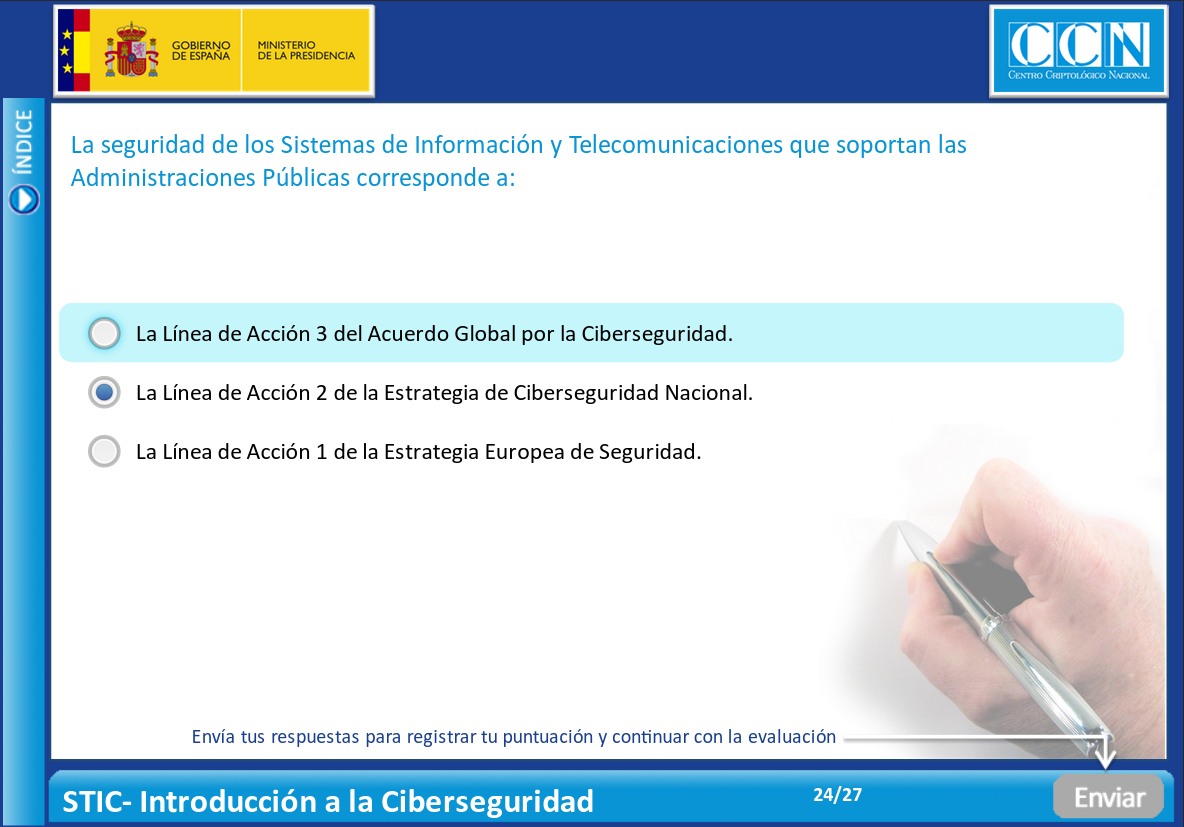 GOBIERNO
DE ESPAÑA
MINISTERIO
DE LA PRESIDENCIA
CCN
CENTRO CRIPTOLÓGICO NACIONAL
ÍNDICE
La seguridad de los Sistemas de Información y Telecomunicaciones que soportan las
Administraciones Públicas corresponde a:
La Línea de Acción 3 del Acuerdo Global por la Ciberseguridad.
La Línea de Acción 2 de la Estrategia de Ciberseguridad Nacional.
La Línea de Acción 1 de la Estrategia Europea de Seguridad.
Envía tus respuestas para registrar tu puntuación y continuar con la evaluación
STIC- Introducción a la Ciberseguridad
24/27
Enviar